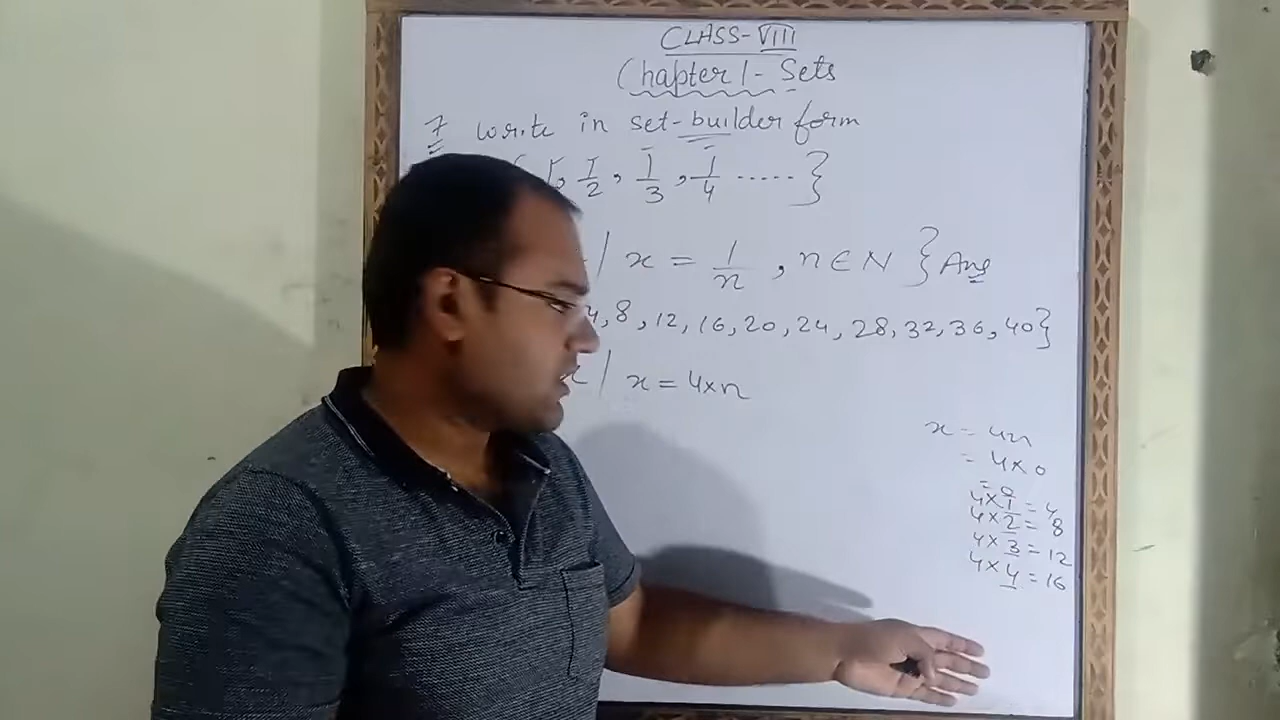 CLASS-VIII
Chapter 1- Sets
7 write in set-builder form
1, 1/2, 1/3, 1/4 ..... }
/ x = 1/n , n ∈ N } Ans
4, 8, 12, 16, 20, 24, 28, 32, 36, 40}
x / x = 4×n
x = 4n
= 4×0
= 0
4×1 = 4
4×2 = 8
4×3 = 12
4×4 = 16